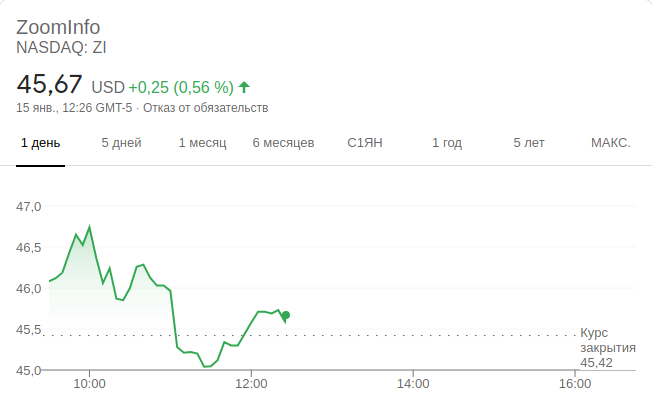 ZoomInfo
NASDAQ: ZI
45,67 USD +0,25 (0,56 %)
15 янв., 12:26 GMT-5 · Отказ от обязательств
1 день 5 дней 1 месяц 6 месяцев С1ЯН 1 год 5 лет МАКС.
47,0
46,5
46,0
45,5
45,0
Курс
закрытия
45,42
10:00 12:00 14:00 16:00